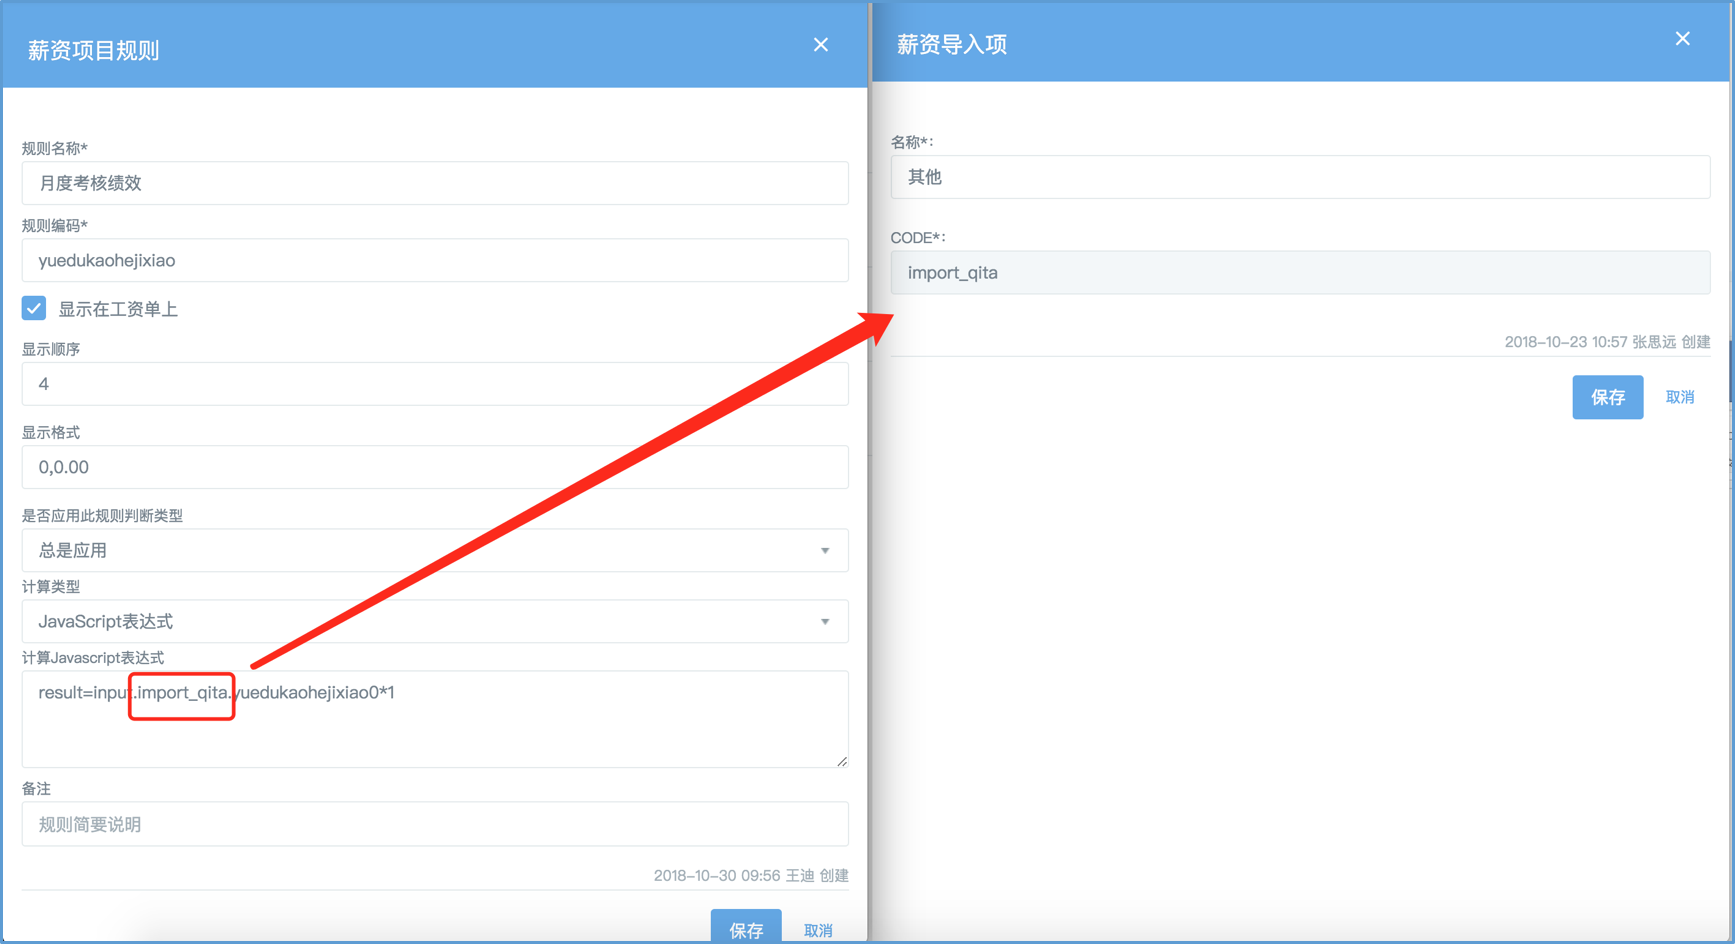 薪资项目规则
规则名称*
月度考核绩效
规则编码*
yuedukaohejixiao
显示在工资单上
显示顺序
4
显示格式
0,0.00
是否应用此规则判断类型
总是应用
计算类型
JavaScript表达式
计算Javascript表达式
result=input.import_qita.yuedukaohejixiao0*1
备注
规则简要说明
2018-10-30 09:56 王迪 创建
保存 取消
薪资导入项
名称*:
其他
CODE*:
import_qita
2018-10-23 10:57 张思远 创建
保存 取消